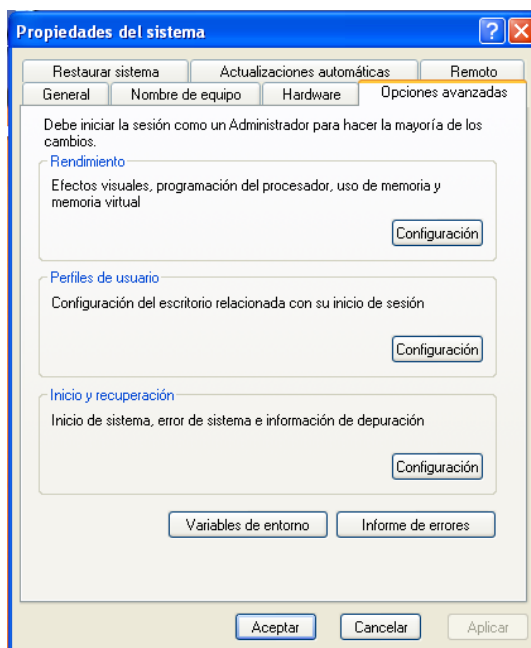 Propiedades del sistema
Restaurar sistema Actualizaciones automáticas Remoto
General Nombre de equipo Hardware Opciones avanzadas
Debe iniciar la sesión como un Administrador para hacer la mayoría de los
cambios.
Rendimiento
Efectos visuales, programación del procesador, uso de memoria y
memoria virtual
Configuración
Perfiles de usuario
Configuración del escritorio relacionada con su inicio de sesión
Configuración
Inicio y recuperación
Inicio de sistema, error de sistema e información de depuración
Configuración
Variables de entorno Informe de errores
Aceptar Cancelar Aplicar